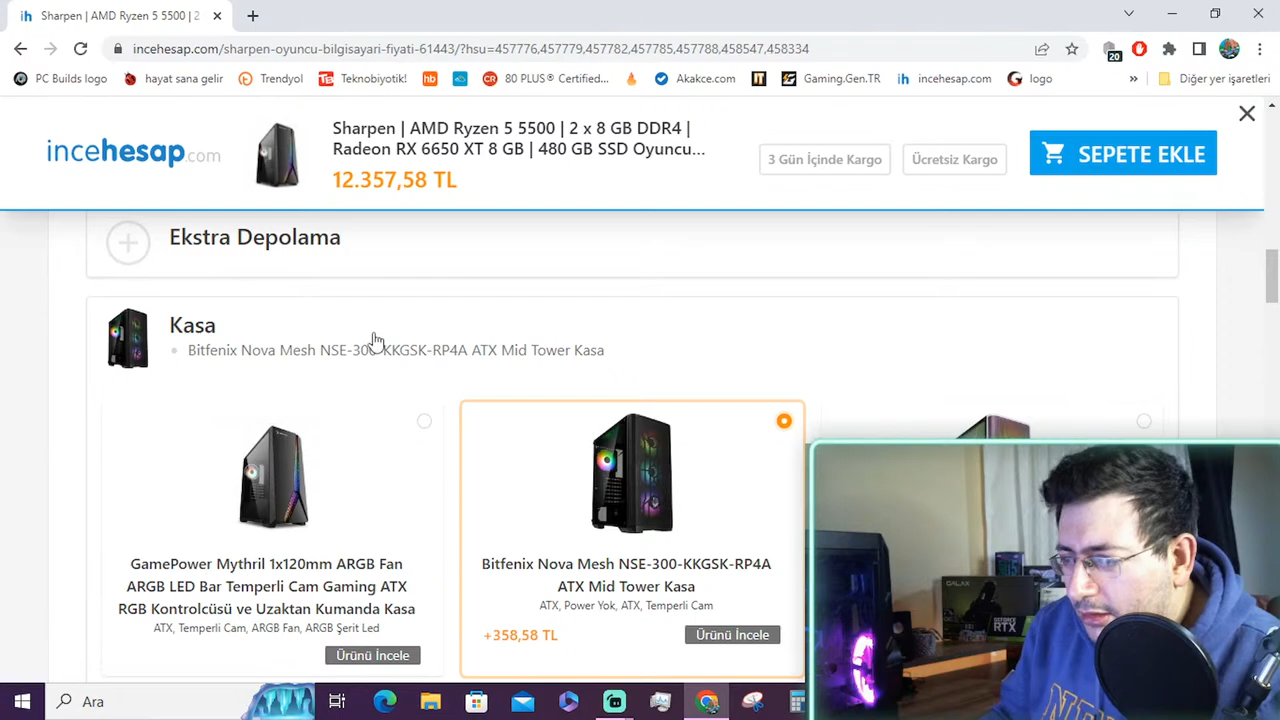 Sharpen | AMD Ryzen 5 5500 | 2
incehesap.com/sharpen-oyuncu-bilgisayari-fiyati-61443/?hsu=457776,457779,457782,457785,457788,458547,458334
20
PC Builds logo
hayat sana gelir
Trendyol
Teknobiyotik!
hb
CR 80 PLUS® Certified...
Akakce.com
IT
Gaming.Gen.TR
ih incehesap.com
logo
»
Diğer yer işaretleri
incehesap.com
Sharpen | AMD Ryzen 5 5500 | 2 x 8 GB DDR4 |
Radeon RX 6650 XT 8 GB | 480 GB SSD Oyuncu...
12.357,58 TL
3 Gün İçinde Kargo
Ücretsiz Kargo
SEPETE EKLE
Ekstra Depolama
Kasa
Bitfenix Nova Mesh NSE-300-KKGSK-RP4A ATX Mid Tower Kasa
GamePower Mythril 1x120mm ARGB Fan
ARGB LED Bar Temperli Cam Gaming ATX
RGB Kontrolcüsü ve Uzaktan Kumanda Kasa
ATX, Temperli Cam, ARGB Fan, ARGB Şerit Led
Ürünü İncele
Bitfenix Nova Mesh NSE-300-KKGSK-RP4A
ATX Mid Tower Kasa
ATX, Power Yok, ATX, Temperli Cam
+358,58 TL
Ürünü İncele
GALAX
GEFORCE
RTX
Ara